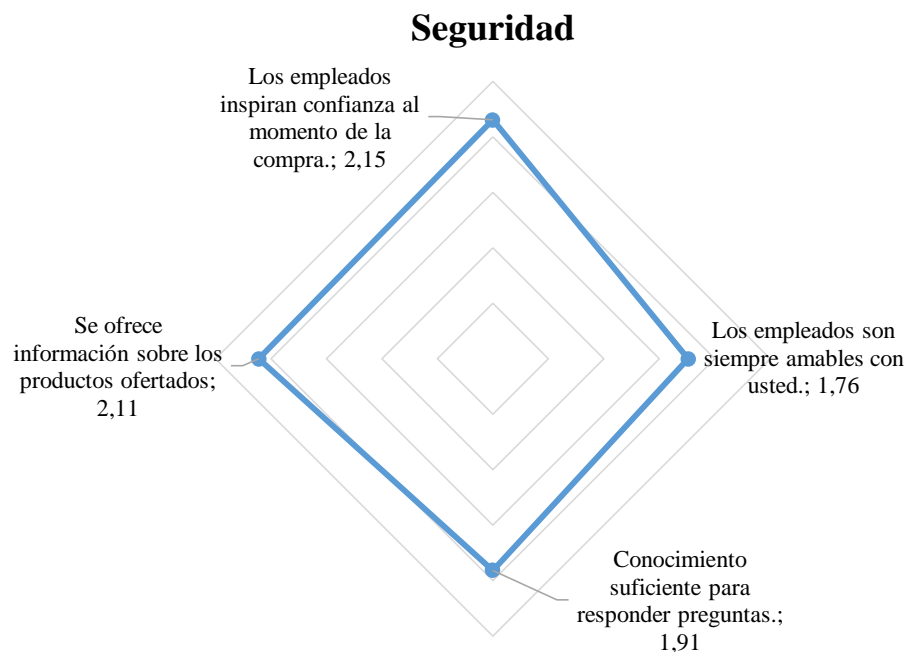 Seguridad
Los empleados
inspiran confianza al
momento de la
compra.; 2,15
Los empleados son
siempre amables con
usted.; 1,76
Conocimiento
suficiente para
responder preguntas.;
1,91
Se ofrece
información sobre los
productos ofertados;
2,11